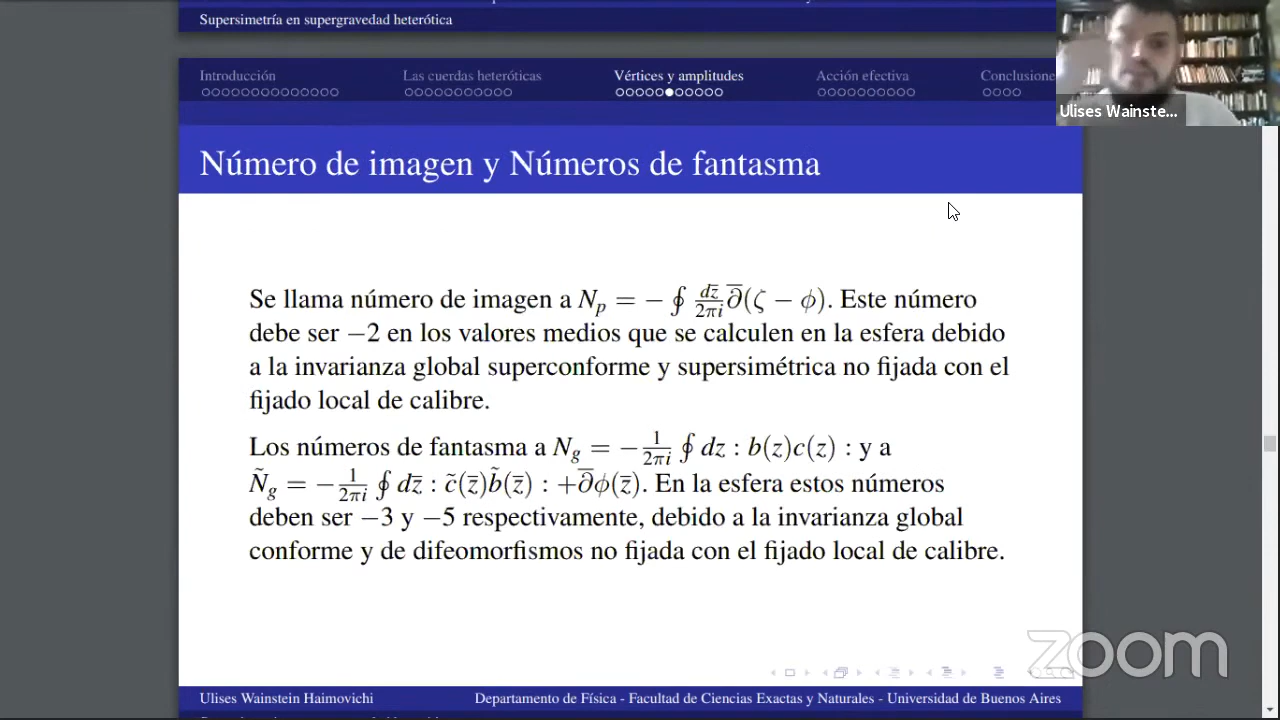 Supersimetría en supergravedad heterótica
Introducción Las cuerdas heteróticas Vértices y amplitudes Acción efectiva Conclusione
Ulises Wainste...
Número de imagen y Números de fantasma
Se llama número de imagen a N_p = − ∮ dz̄/2πi ∂̄(ζ − ϕ). Este número
debe ser −2 en los valores medios que se calculen en la esfera debido
a la invarianza global superconforme y supersimétrica no fijada con el
fijado local de calibre.
Los números de fantasma a N_g = − 1/2πi ∮ dz : b(z)c(z) : y a
Ñ_g = − 1/2πi ∮ dz̄ : c̃(z̄)b̃(z̄) : +∂̄ϕ(z̄). En la esfera estos números
deben ser −3 y −5 respectivamente, debido a la invarianza global
conforme y de difeomorfismos no fijada con el fijado local de calibre.
zoom
Ulises Wainstein Haimovichi Departamento de Física - Facultad de Ciencias Exactas y Naturales - Universidad de Buenos Aires